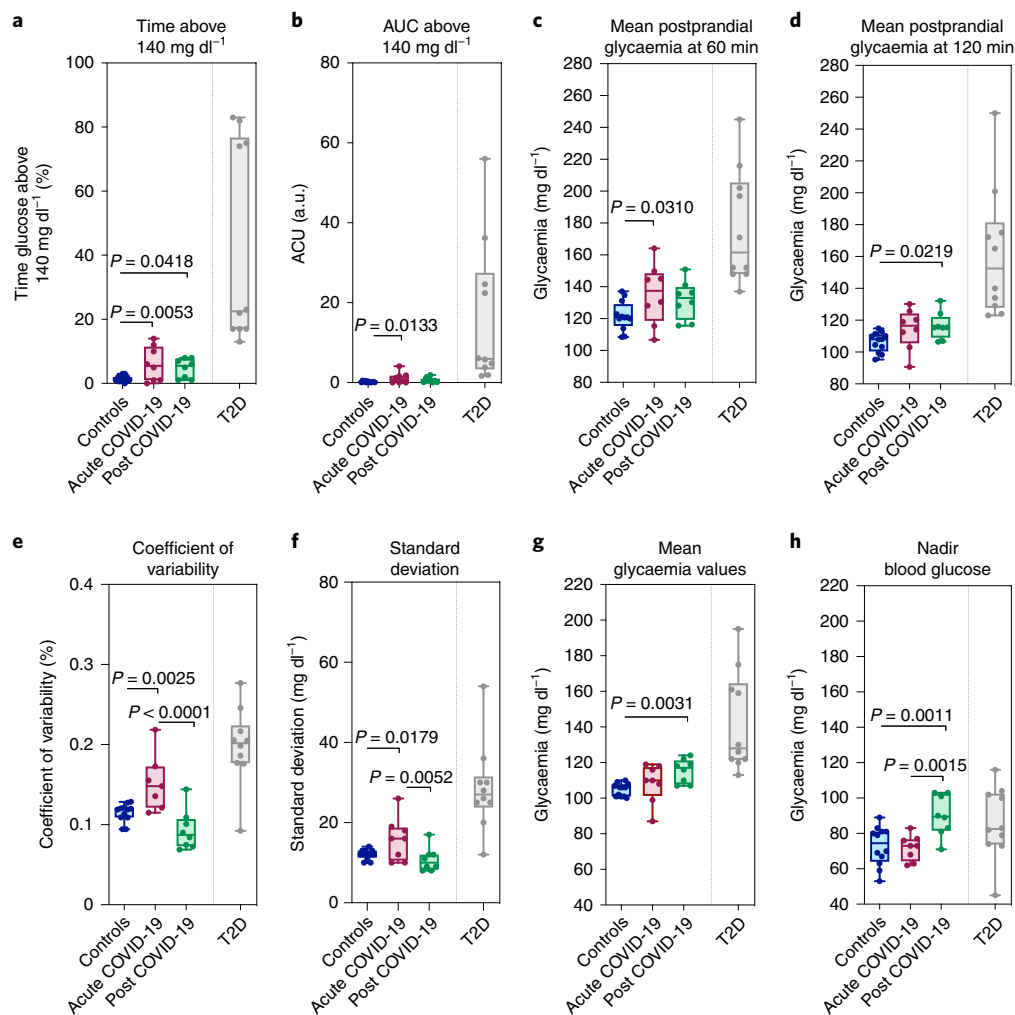 a
Time above
140 mg dl⁻¹
Time glucose above
140 mg dl⁻¹ (%)
100
80
60
40
20
0
P = 0.0418
P = 0.0053
Controls
Acute COVID-19
Post COVID-19
T2D
b
AUC above
140 mg dl⁻¹
ACU (a.u.)
80
60
40
20
0
P = 0.0133
Controls
Acute COVID-19
Post COVID-19
T2D
c
Mean postprandial
glycaemia at 60 min
Glycaemia (mg dl⁻¹)
280
260
240
220
200
180
160
140
120
100
80
P = 0.0310
Controls
Acute COVID-19
Post COVID-19
T2D
d
Mean postprandial
glycaemia at 120 min
Glycaemia (mg dl⁻¹)
280
260
240
220
200
180
160
140
120
100
80
P = 0.0219
Controls
Acute COVID-19
Post COVID-19
T2D
e
Coefficient of
variability
Coefficient of variability (%)
0.4
0.3
0.2
0.1
0
P = 0.0025
P < 0.0001
Controls
Acute COVID-19
Post COVID-19
T2D
f
Standard
deviation
Standard deviation (mg dl⁻¹)
80
60
40
20
0
P = 0.0179
P = 0.0052
Controls
Acute COVID-19
Post COVID-19
T2D
g
Mean
glycaemia values
Glycaemia (mg dl⁻¹)
220
200
180
160
140
120
100
80
60
40
P = 0.0031
Controls
Acute COVID-19
Post COVID-19
T2D
h
Nadir
blood glucose
Glycaemia (mg dl⁻¹)
220
200
180
160
140
120
100
80
60
40
P = 0.0011
P = 0.0015
Controls
Acute COVID-19
Post COVID-19
T2D